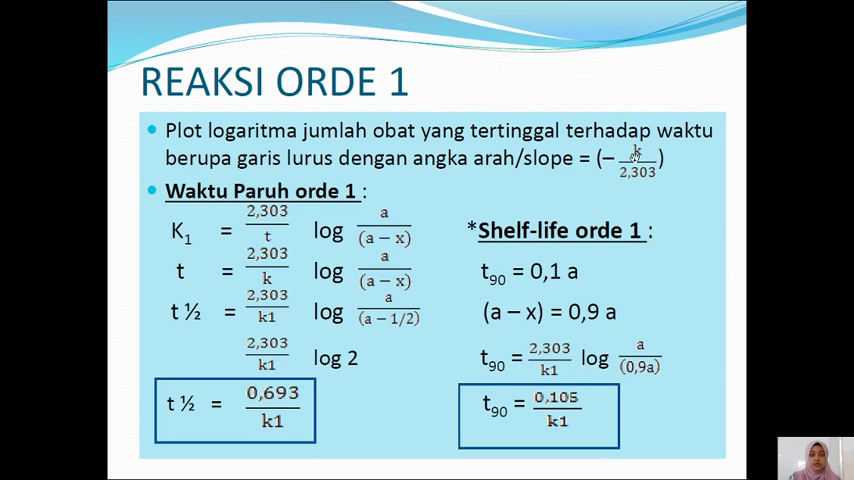 REAKSI ORDE 1
• Plot logaritma jumlah obat yang tertinggal terhadap waktu
berupa garis lurus dengan angka arah/slope = (– k/2,303)
• Waktu Paruh orde 1 :
K₁ = 2,303/t log a/(a – x)
t = 2,303/k log a/(a – x)
t ½ = 2,303/k1 log a/(a – 1/2)
2,303/k1 log 2
t ½ = 0,693/k1
*Shelf-life orde 1 :
t₉₀ = 0,1 a
(a – x) = 0,9 a
t₉₀ = 2,303/k1 log a/(0,9a)
t₉₀ = 0,105/k1